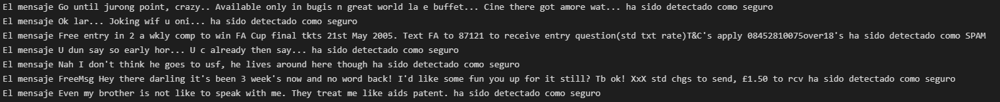 El mensaje Go until jurong point, crazy.. Available only in bugis n great world la e buffet... Cine there got amore wat... ha sido detectado como seguro
El mensaje Ok lar... Joking wif u oni... ha sido detectado como seguro
El mensaje Free entry in 2 a wkly comp to win FA Cup final tkts 21st May 2005. Text FA to 87121 to receive entry question(std txt rate)T&C's apply 08452810075over18's ha sido detectado como SPAM
El mensaje U dun say so early hor... U c already then say... ha sido detectado como seguro
El mensaje Nah I don't think he goes to usf, he lives around here though ha sido detectado como seguro
El mensaje FreeMsg Hey there darling it's been 3 week's now and no word back! I'd like some fun you up for it still? Tb ok! XxX std chgs to send, £1.50 to rcv ha sido detectado como seguro
El mensaje Even my brother is not like to speak with me. They treat me like aids patent. ha sido detectado como seguro